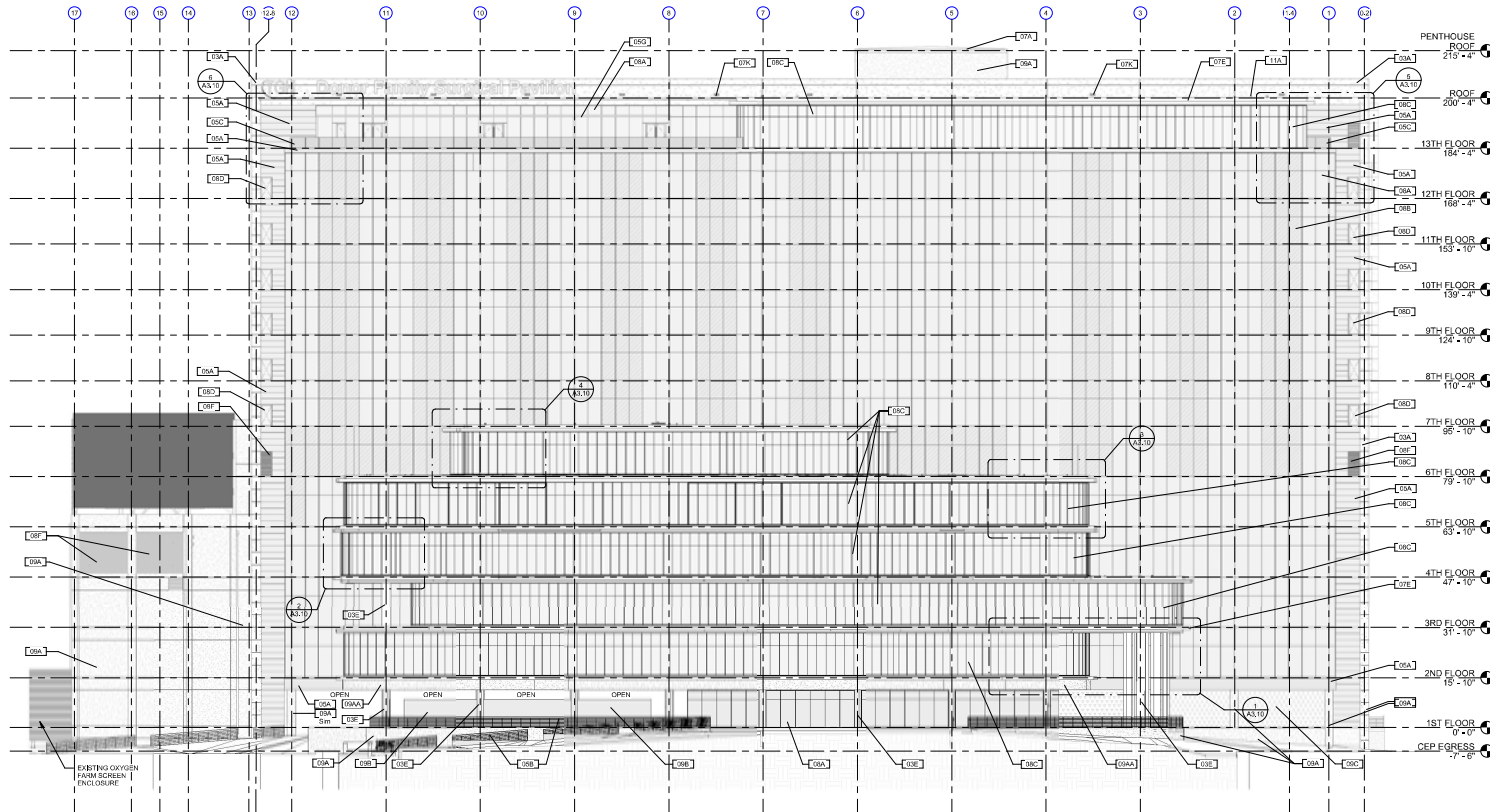 17 16 15 14 13 12 11 10 9 8 7 6 5 4 3 2 1
PENTHOUSE
ROOF
215' - 4"
ROOF
200' - 4"
13TH FLOOR
184' - 4"
12TH FLOOR
168' - 4"
11TH FLOOR
153' - 10"
10TH FLOOR
139' - 4"
9TH FLOOR
124' - 10"
8TH FLOOR
110' - 4"
7TH FLOOR
95' - 10"
6TH FLOOR
79' - 10"
5TH FLOOR
63' - 10"
4TH FLOOR
47' - 10"
3RD FLOOR
31' - 10"
2ND FLOOR
15' - 10"
1ST FLOOR
0' - 0"
CEP EGRESS
-7' - 6"
Family Surgical Pavilion
03A
6
A3.10
05A
05C
05A
05A
08D
05G
08A
07K
08C
07A
09A
07K
07E
11A
03A
5
A3.10
08C
05A
05C
05A
08A
08B
08D
05A
08D
08D
03A
08F
05A
05A
08D
08F
4
A3.10
08C
3
A3.10
08C
08C
08C
07E
08F
09A
2
A3.10
03E
09A
05A
09A
OPEN OPEN OPEN OPEN
05A 09AA
09A
Sim
03E
1
A3.10
09A 09B 03E 05B 09B 08A 03E 08C 09AA 03E 09A 09C
EXISTING OXYGEN
FARM SCREEN
ENCLOSURE